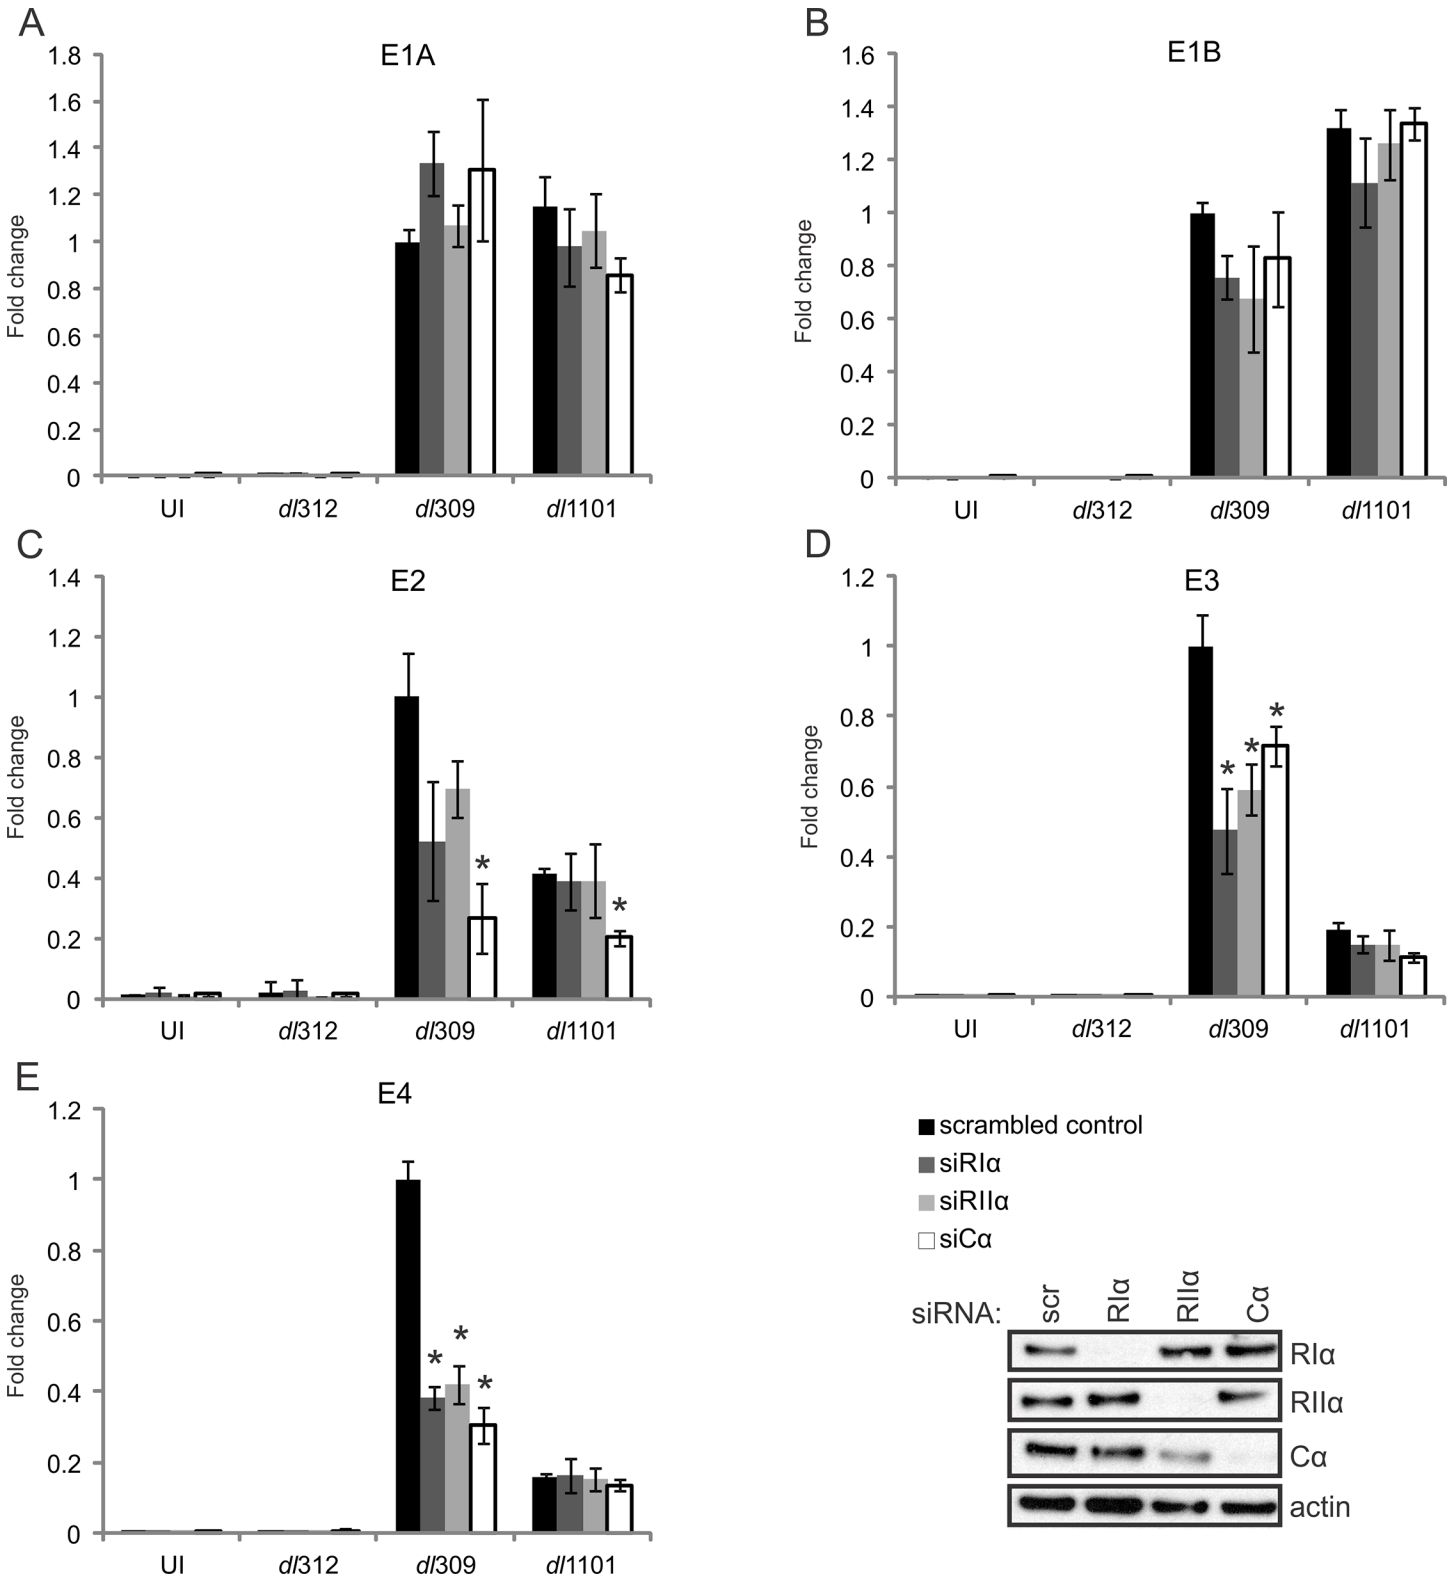 A
E1A
Fold change
1.8
1.6
1.4
1.2
1
0.8
0.6
0.4
0.2
0
UI dl312 dl309 dl1101
B
E1B
Fold change
1.6
1.4
1.2
1
0.8
0.6
0.4
0.2
0
UI dl312 dl309 dl1101
C
E2
Fold change
1.4
1.2
1
0.8
0.6
0.4
0.2
0
* *
UI dl312 dl309 dl1101
D
E3
Fold change
1.2
1
0.8
0.6
0.4
0.2
0
* * *
UI dl312 dl309 dl1101
E
E4
Fold change
1.2
1
0.8
0.6
0.4
0.2
0
* * *
UI dl312 dl309 dl1101
scrambled control
siRIα
siRIIα
siCα
siRNA: scr RIα RIIα Cα
RIα
RIIα
Cα
actin